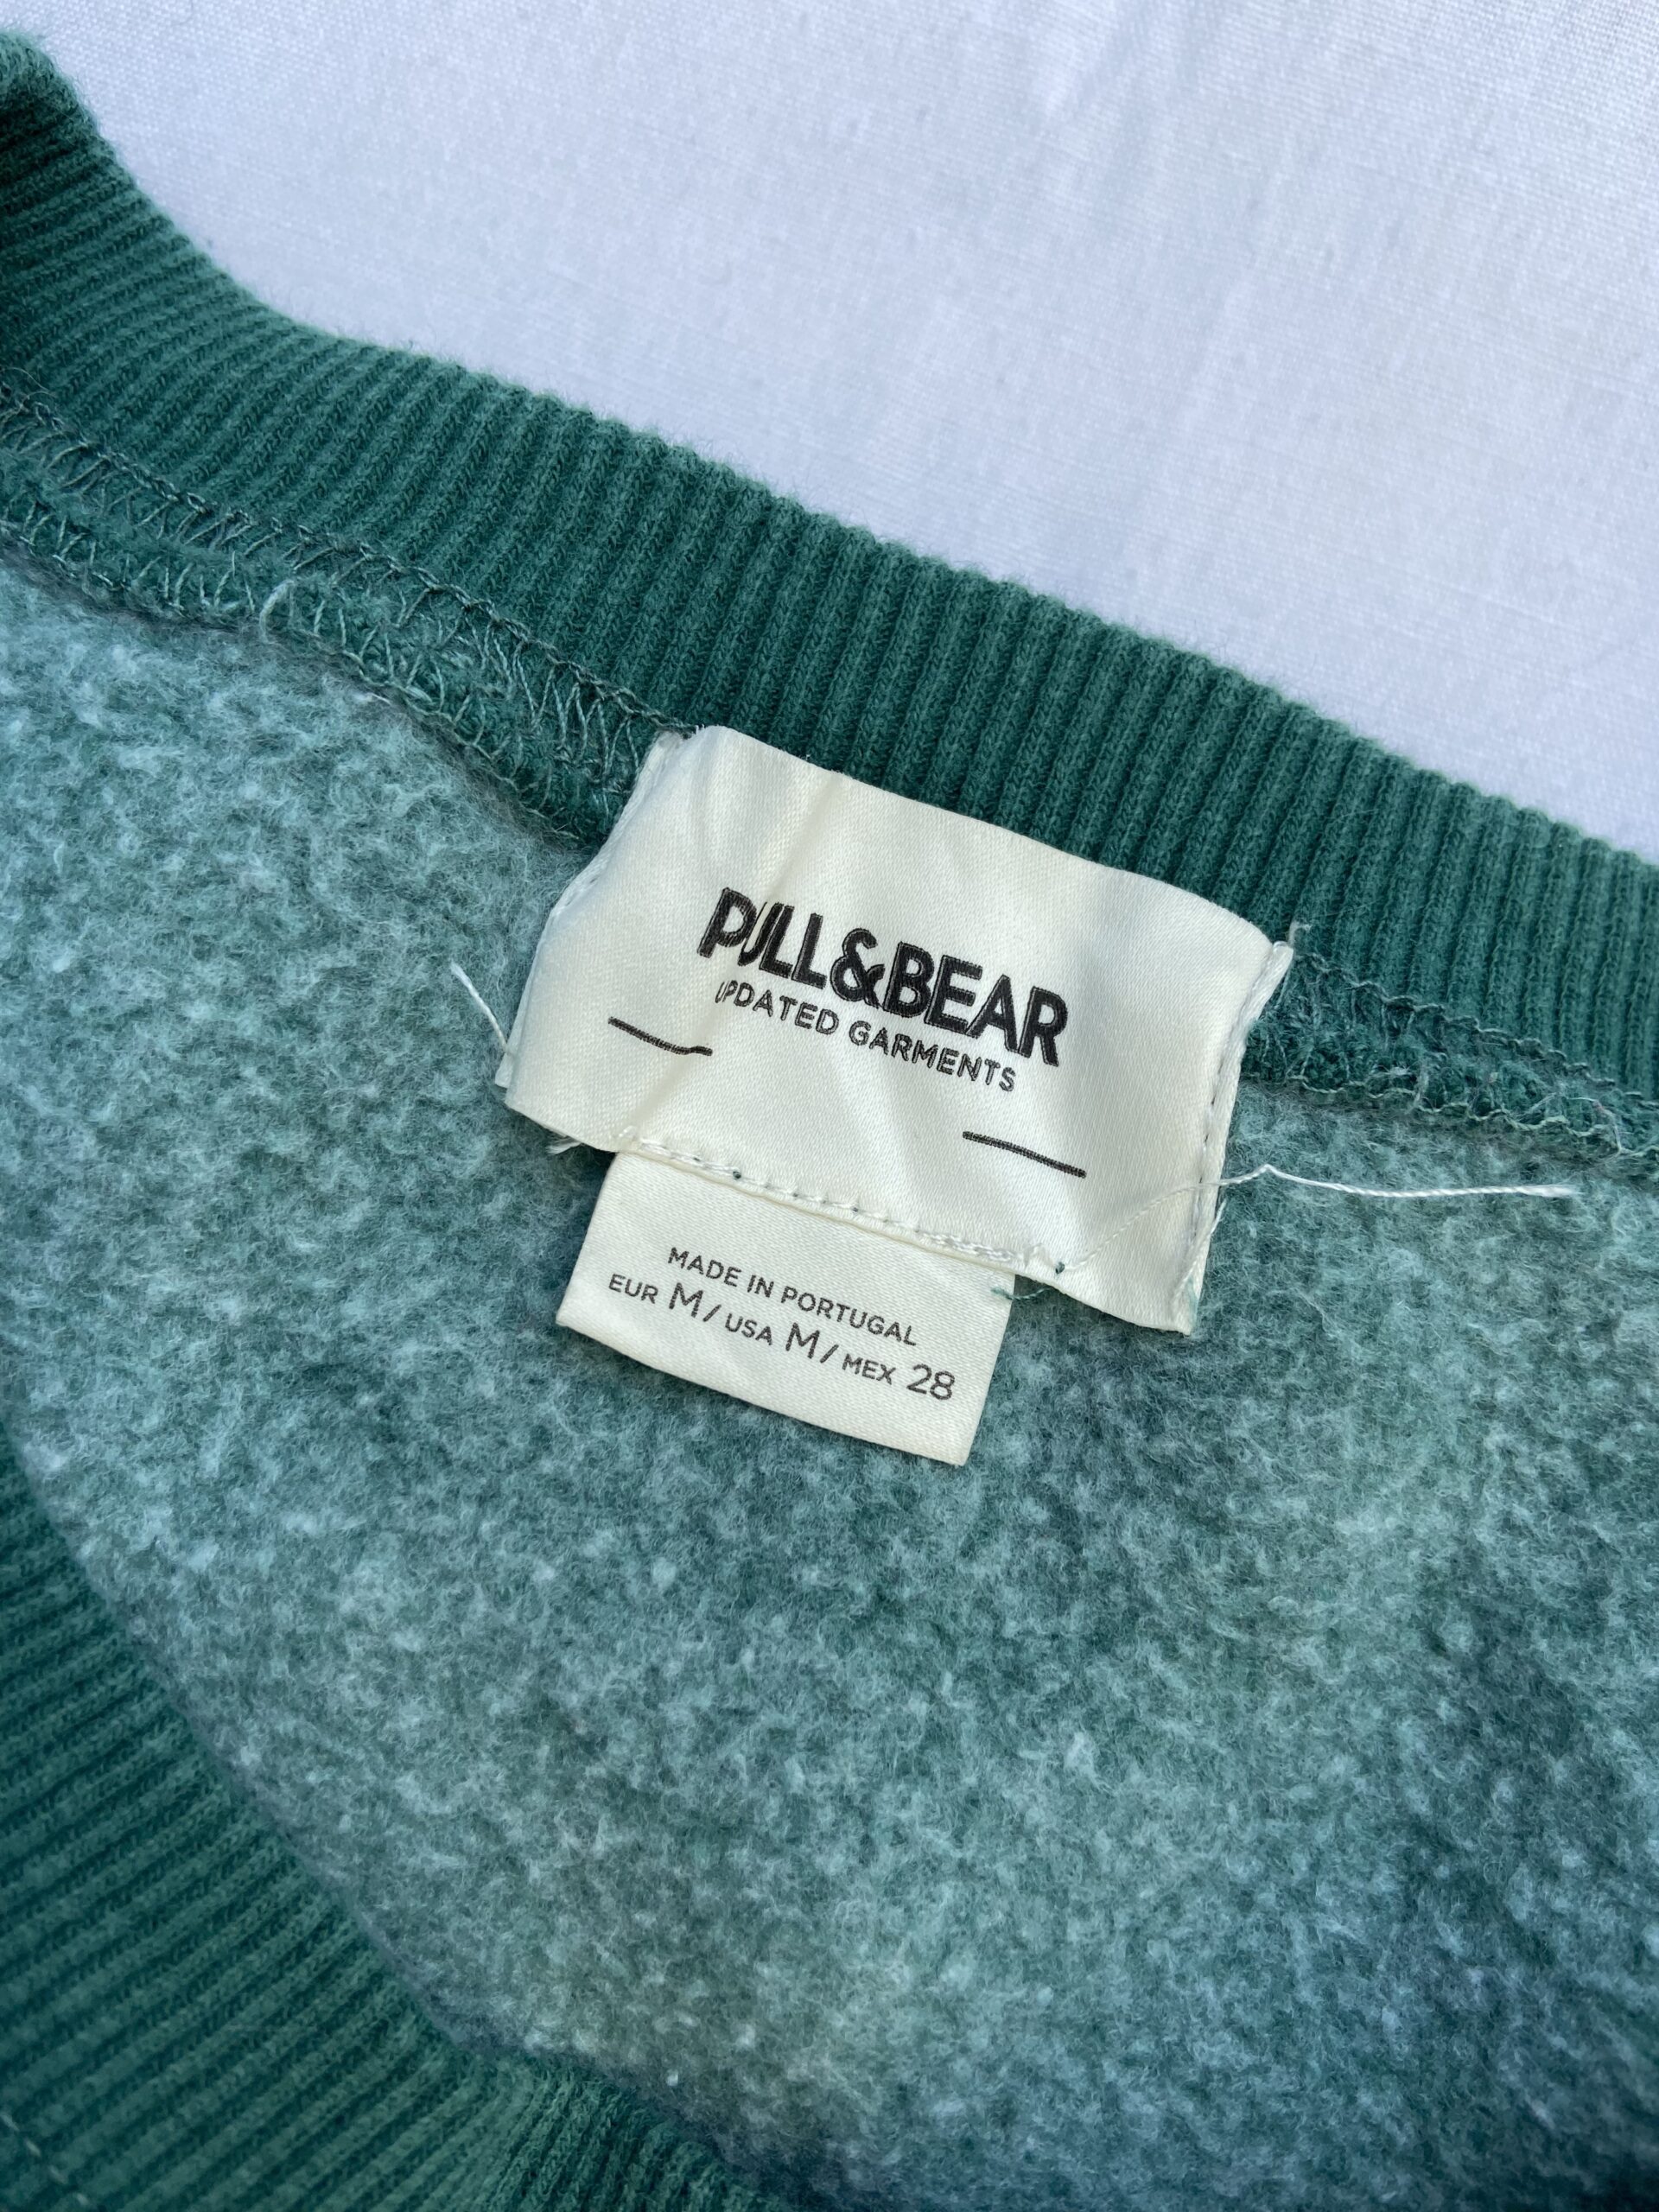 PULL&BEAR
UPDATED GARMENTS
MADE IN PORTUGAL
EUR M/ USA M/ MEX 28